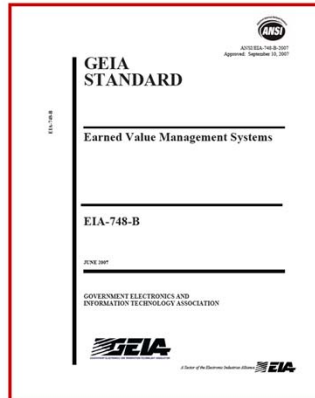 ANSI
ANSI/EIA-748-B-2007
Approved: September 10, 2007
GEIA
STANDARD
EIA-748-B
Earned Value Management Systems
EIA-748-B
JUNE 2007
GOVERNMENT ELECTRONICS AND
INFORMATION TECHNOLOGY ASSOCIATION
GEIA
A Sector of the Electronic Industries Alliance
EIA